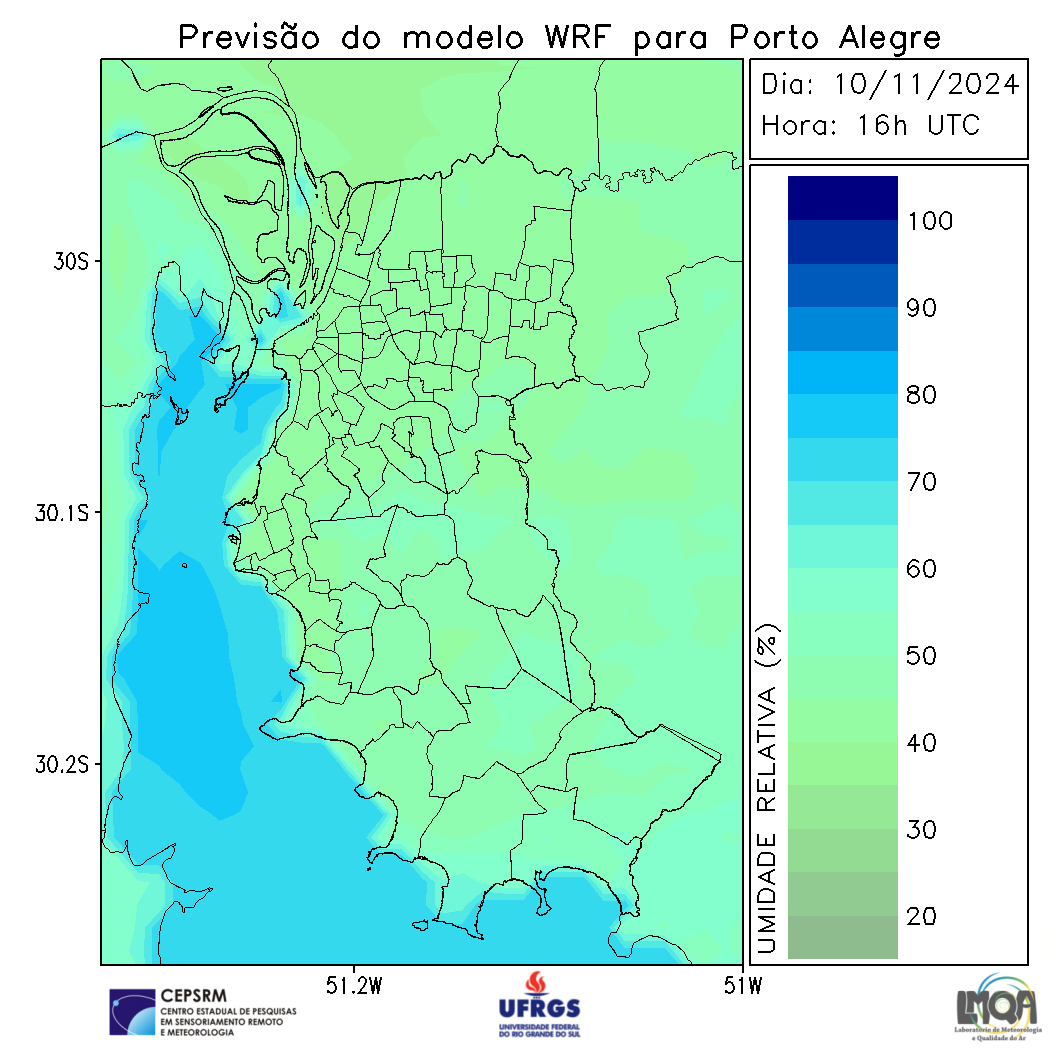 Previsão do modelo WRF para Porto Alegre
Dia: 10/11/2024
Hora: 16h UTC
30S
30.1S
30.2S
51.2W
51W
100
90
80
70
60
50
40
30
20
UMIDADE RELATIVA (%)
CEPSRM
CENTRO ESTADUAL DE PESQUISAS
EM SENSORIAMENTO REMOTO
E METEOROLOGIA
UFRGS
UNIVERSIDADE FEDERAL
DO RIO GRANDE DO SUL
LMQA
Laboratório de Meteorologia
e Qualidade do Ar